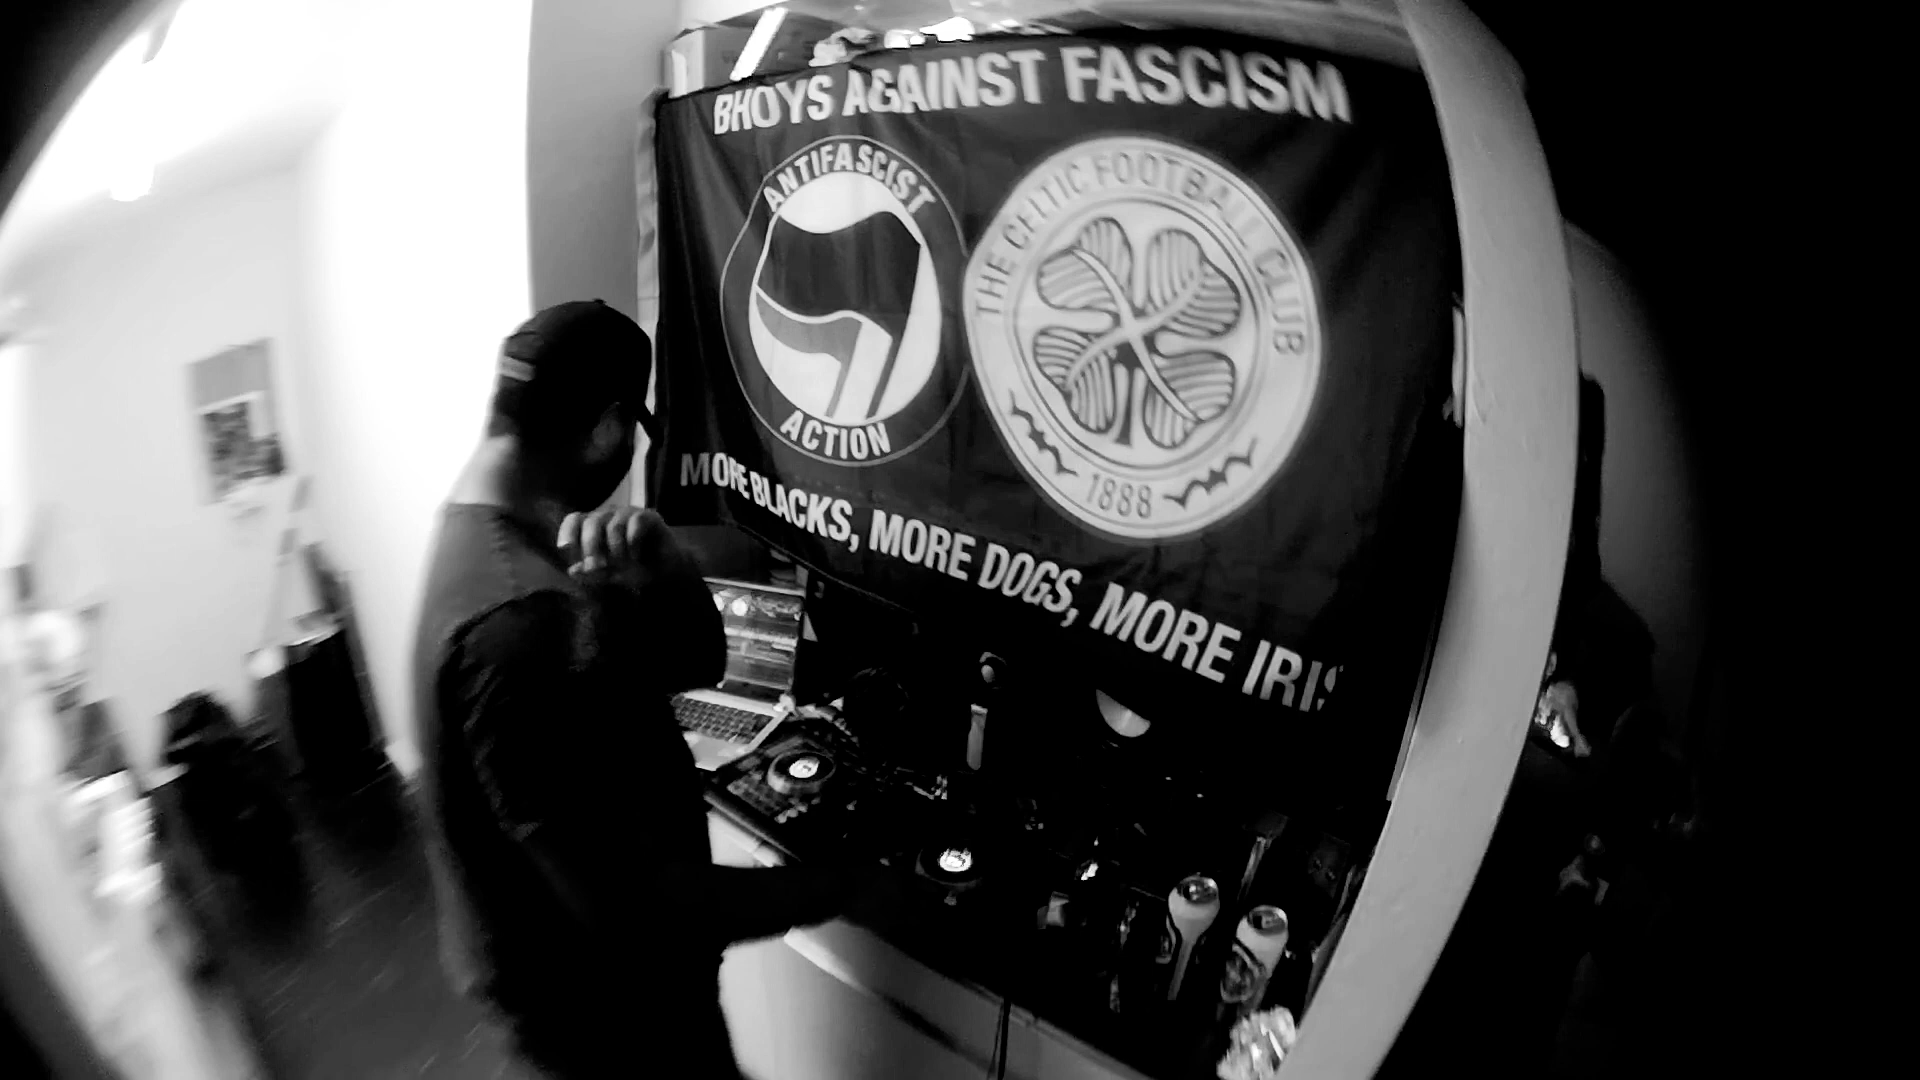 BHOYS AGAINST FASCISM
ANTIFASCIST
ACTION
THE CELTIC FOOTBALL CLUB
1888
MORE BLACKS, MORE DOGS, MORE IRIS